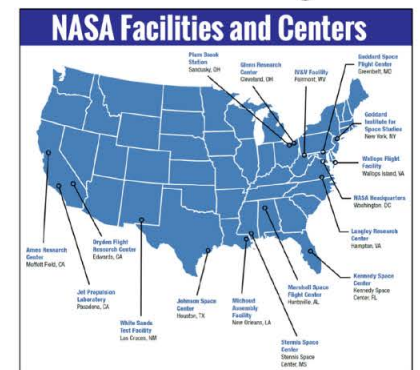 NASA Facilities and Centers
Plum Brook
Station
Sandusky, OH
Glenn Research
Center
Cleveland, OH
IV&V Facility
Fairmont, WV
Goddard Space
Flight Center
Greenbelt, MD
Goddard
Institute for
Space Studies
New York, NY
Wallops Flight
Facility
Wallops Island, VA
NASA Headquarters
Washington, DC
Langley Research
Center
Hampton, VA
Kennedy Space
Center
Kennedy Space
Center, FL
Marshall Space
Flight Center
Huntsville, AL
Stennis Space
Center
Stennis Space
Center, MS
Michoud
Assembly
Facility
New Orleans, LA
Johnson Space
Center
Houston, TX
White Sands
Test Facility
Las Cruces, NM
Jet Propulsion
Laboratory
Pasadena, CA
Dryden Flight
Research Center
Edwards, CA
Ames Research
Center
Moffett Field, CA